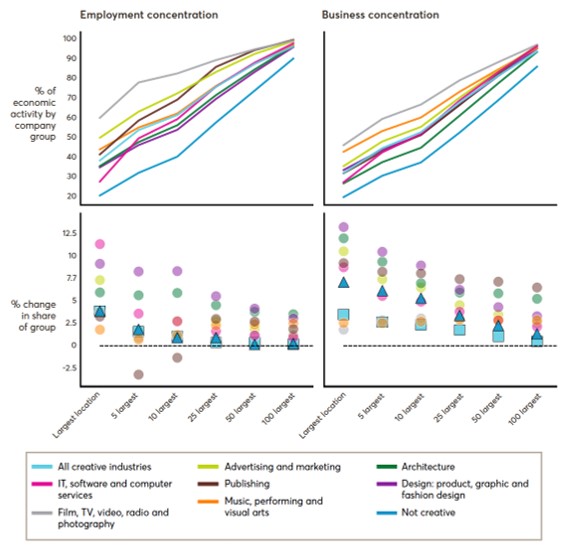 Employment concentration
Business concentration
% of
economic
activity by
company
group
100
90
80
70
60
50
40
30
20
% change
in share
of group
12.5
10
7.7
5
2.5
0
-2.5
Largest location
5 largest
10 largest
25 largest
50 largest
100 largest
Largest location
5 largest
10 largest
25 largest
50 largest
100 largest
All creative industries
IT, software and computer
services
Film, TV, video, radio and
photography
Advertising and marketing
Publishing
Music, performing and
visual arts
Architecture
Design: product, graphic and
fashion design
Not creative